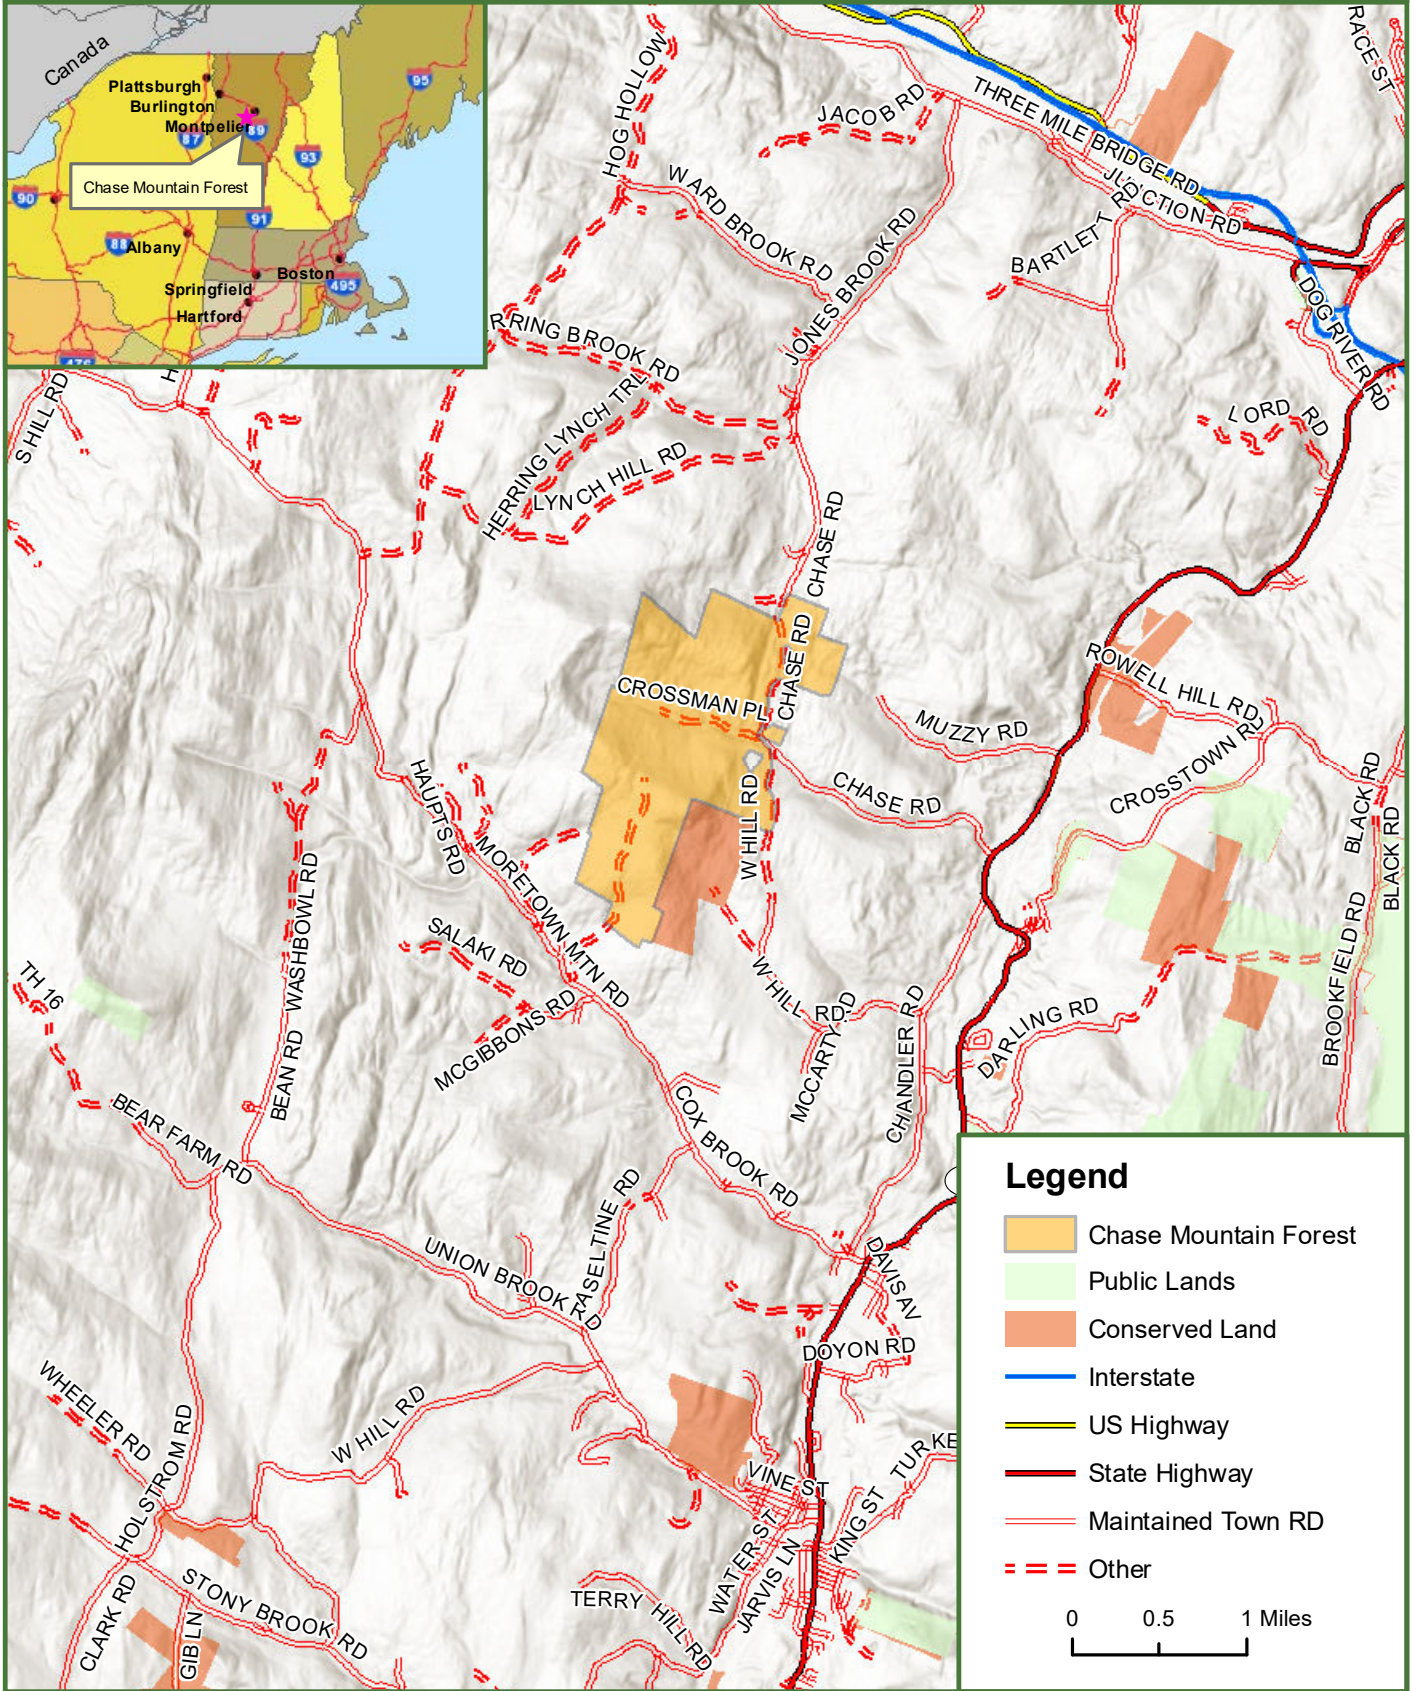 Canada
Plattsburgh
Burlington
Montpelier
89
87
95
93
Chase Mountain Forest
90
91
88
Albany
Boston
495
Springfield
Hartford
HOG HOLLOW
JACOB RD
THREE MILE BRIDGE RD
RACE ST
WARD BROOK RD
JUNCTION RD
BARTLETT RD
JONES BROOK RD
DOG RIVER RD
RRING BROOK RD
H
S HILL RD
HERRING LYNCH TRL
LYNCH HILL RD
LORD RD
CHASE RD
CHASE RD
CROSSMAN PL
ROWELL HILL RD
MUZZY RD
CROSSTOWN RD
CHASE RD
W HILL RD
BLACK RD
BLACK RD
HAUPTS RD
MORETOWN MTN RD
BEAN RD WASHBOWL RD
SALAKI RD
MCGIBBONS RD
TH 16
W HILL RD
MCCARTY RD
CHANDLER RD
DARLING RD
BROOKFIELD RD
BEAR FARM RD
COX BROOK RD
UNION BROOK RD
ASELTINE RD
DAVIS AV
DOYON RD
WHEELER RD
HOLSTROM RD
W HILL RD
VINE ST
TURKE
KING ST
WATER ST
JARVIS LN
TERRY HILL RD
STONY BROOK RD
CLARK RD
GIB LN
Legend
Chase Mountain Forest
Public Lands
Conserved Land
Interstate
US Highway
State Highway
Maintained Town RD
Other
0 0.5 1 Miles